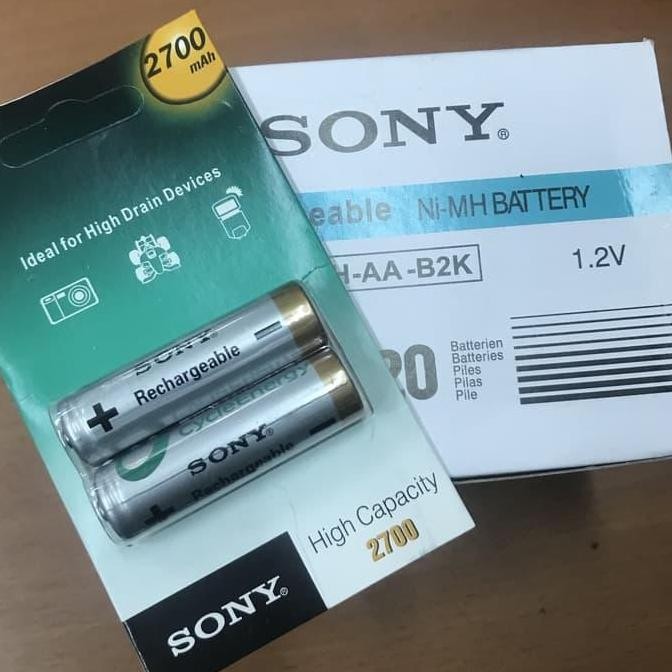 2700
mAh
Ideal for High Drain Devices
SONY
Rechargeable
CycleEnergy
SONY®
Rechargeable
High Capacity
2700
SONY®
SONY®
eable Ni-MH BATTERY
H-AA-B2K
1.2V
20
Batterien
Batteries
Piles
Pilas
Pile